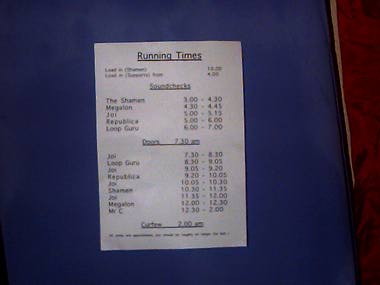 Running Times
Load in (Shamen) 10.00
Load in (Supports) from 4.00
Soundchecks
The Shamen 3.00 - 4.30
Megalon 4.30 - 4.45
Joi 5.00 - 5.15
Republica 5.00 - 6.00
Loop Guru 6.00 - 7.00
Doors 7.30 am
Joi 7.30 - 8.30
Loop Guru 8.30 - 9.05
Joi 9.05 - 9.20
Republica 9.20 - 10.05
Joi 10.05 - 10.30
Shamen 10.30 - 11.35
Joi 11.35 - 12.00
Megalon 12.00 - 12.30
Mr C 12.30 - 2.00
Curfew 2.00 am